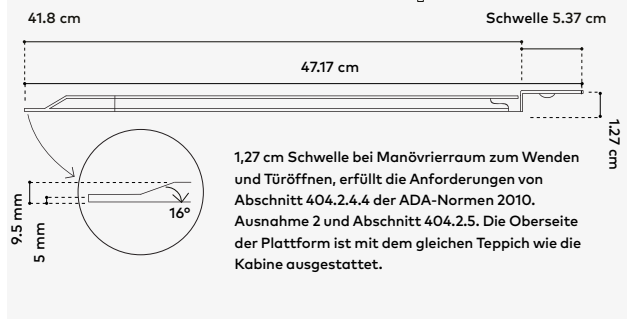 41.8 cm
Schwelle 5.37 cm
47.17 cm
1.27 cm
1,27 cm Schwelle bei Manövrierraum zum Wenden
und Türöffnen, erfüllt die Anforderungen von
Abschnitt 404.2.4.4 der ADA-Normen 2010.
Ausnahme 2 und Abschnitt 404.2.5. Die Oberseite
der Plattform ist mit dem gleichen Teppich wie die
Kabine ausgestattet.
16°
9.5 mm
5 mm